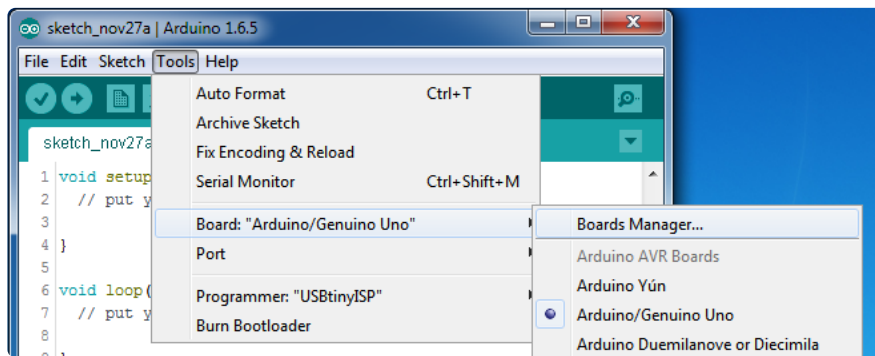 sketch_nov27a | Arduino 1.6.5
File Edit Sketch Tools Help
sketch_nov27a
1 void setup
2 // put y
3
4 }
5
6 void loop(
7 // put y
8
Auto Format Ctrl+T
Archive Sketch
Fix Encoding & Reload
Serial Monitor Ctrl+Shift+M
Board: "Arduino/Genuino Uno"
Port
Programmer: "USBtinyISP"
Burn Bootloader
Boards Manager...
Arduino AVR Boards
Arduino Yún
Arduino/Genuino Uno
Arduino Duemilanove or Diecimila